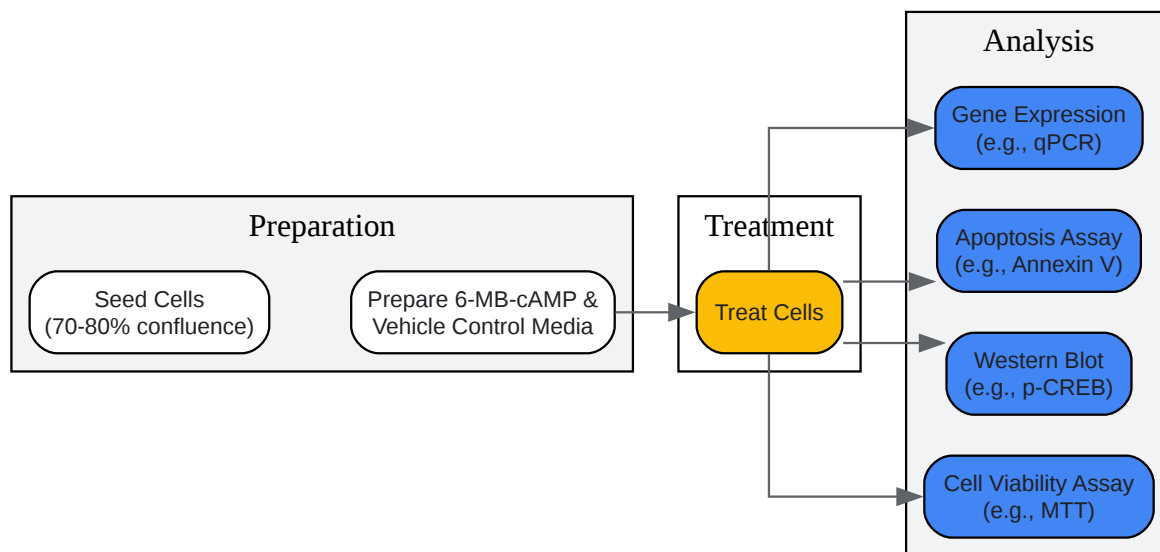 Preparation
Seed Cells
(70-80% confluence)
Prepare 6-MB-cAMP &
Vehicle Control Media
Treatment
Treat Cells
Analysis
Gene Expression
(e.g., qPCR)
Apoptosis Assay
(e.g., Annexin V)
Western Blot
(e.g., p-CREB)
Cell Viability Assay
(e.g., MTT)